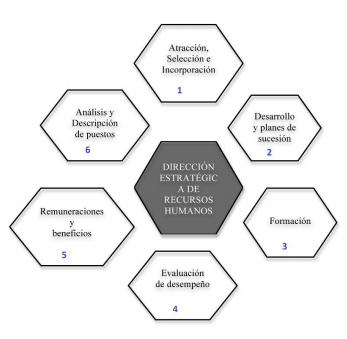 Atracción,
Selección e
Incorporación
1
Desarrollo
y planes de
sucesión
2
Formación
3
Evaluación
de desempeño
4
Remuneraciones
y
beneficios
5
Análisis y
Descripción
de puestos
6
DIRECCIÓN
ESTRATÉGIC
A DE
RECURSOS
HUMANOS